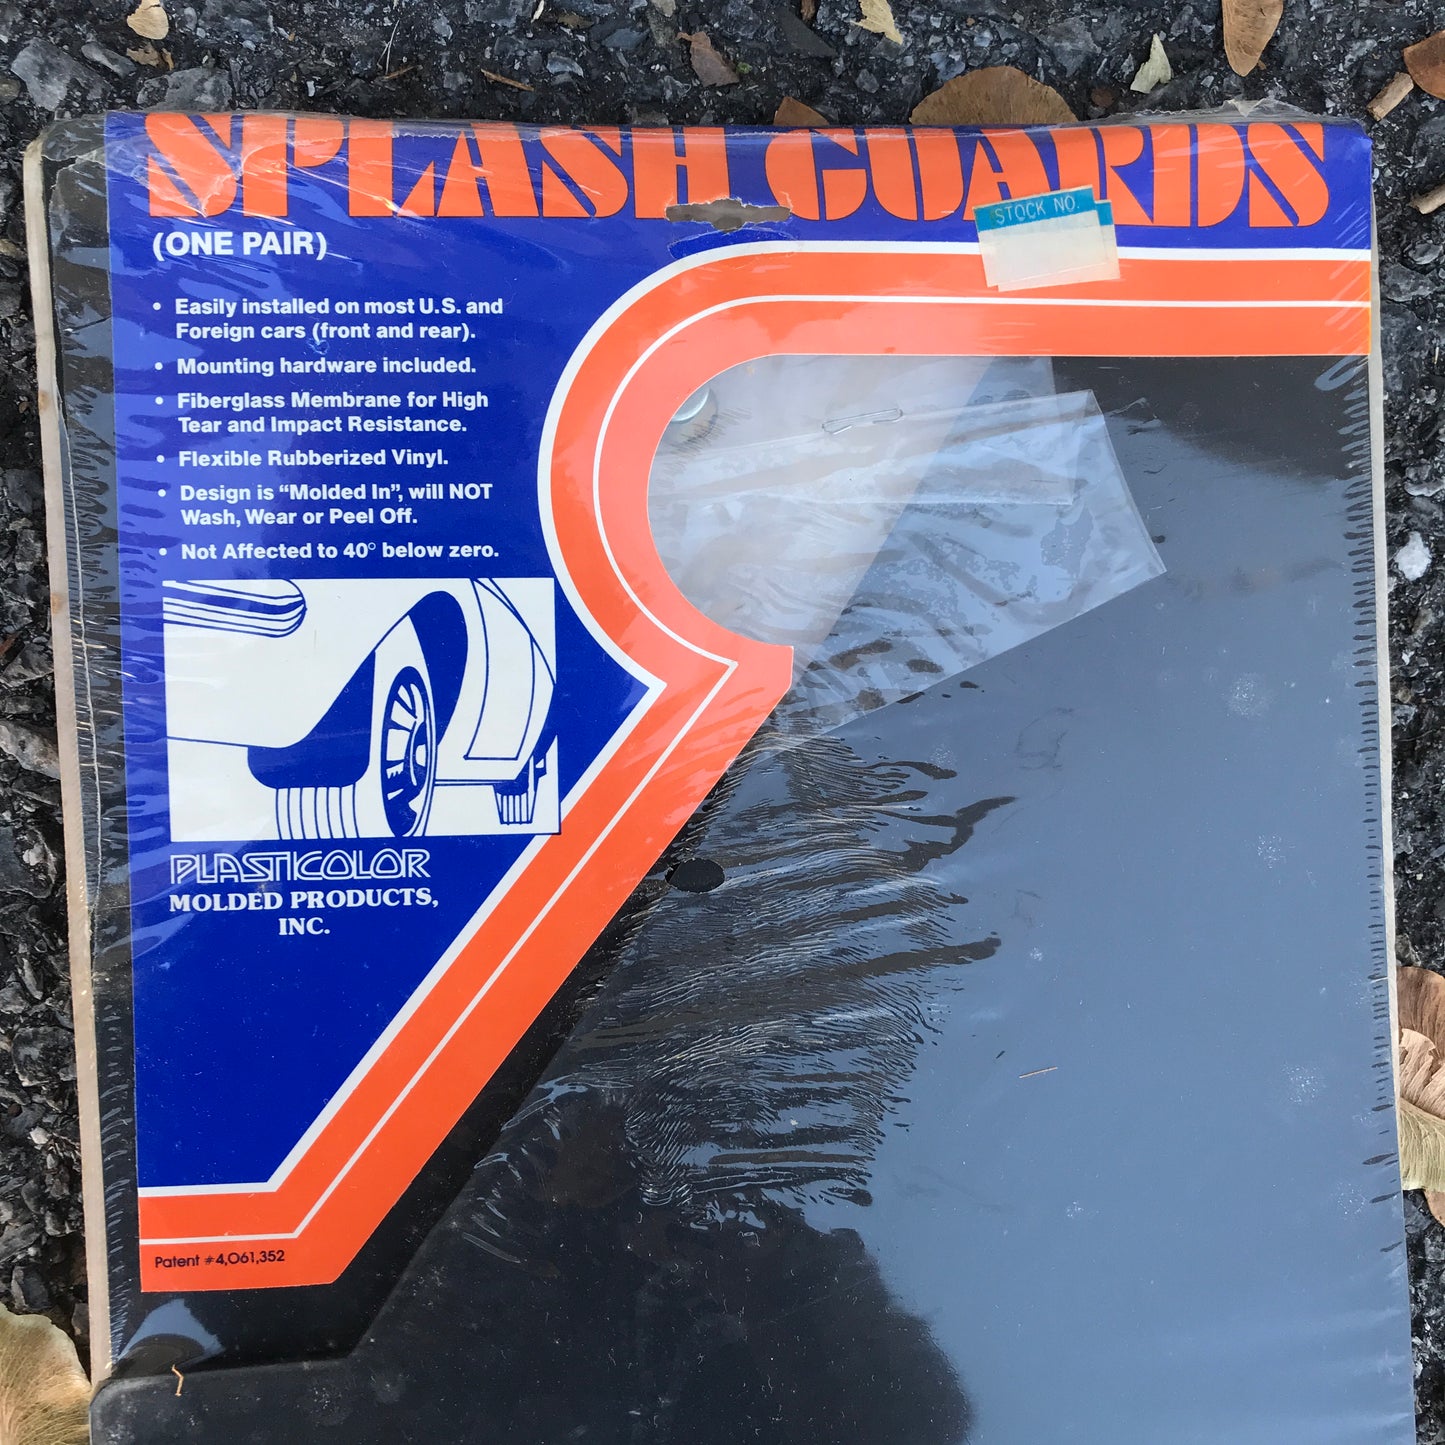 SPLASH GUARDS
STOCK NO.
(ONE PAIR)
• Easily installed on most U.S. and
Foreign cars (front and rear).
• Mounting hardware included.
• Fiberglass Membrane for High
Tear and Impact Resistance.
• Flexible Rubberized Vinyl.
• Design is “Molded In”, will NOT
Wash, Wear or Peel Off.
• Not Affected to 40° below zero.
PLASTICOLOR
MOLDED PRODUCTS,
INC.
Patent #4,061,352